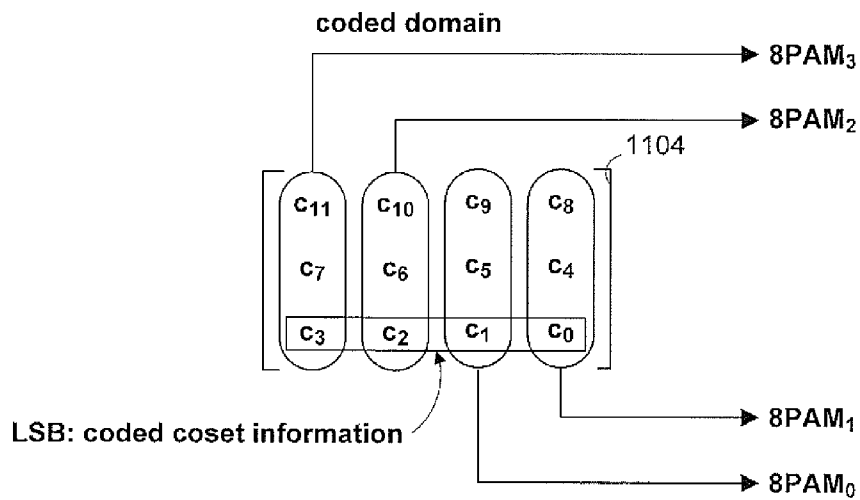 coded domain
8PAM₃
8PAM₂
1104
c₁₁ c₁₀ c₉ c₈
c₇ c₆ c₅ c₄
c₃ c₂ c₁ c₀
LSB: coded coset information
8PAM₁
8PAM₀